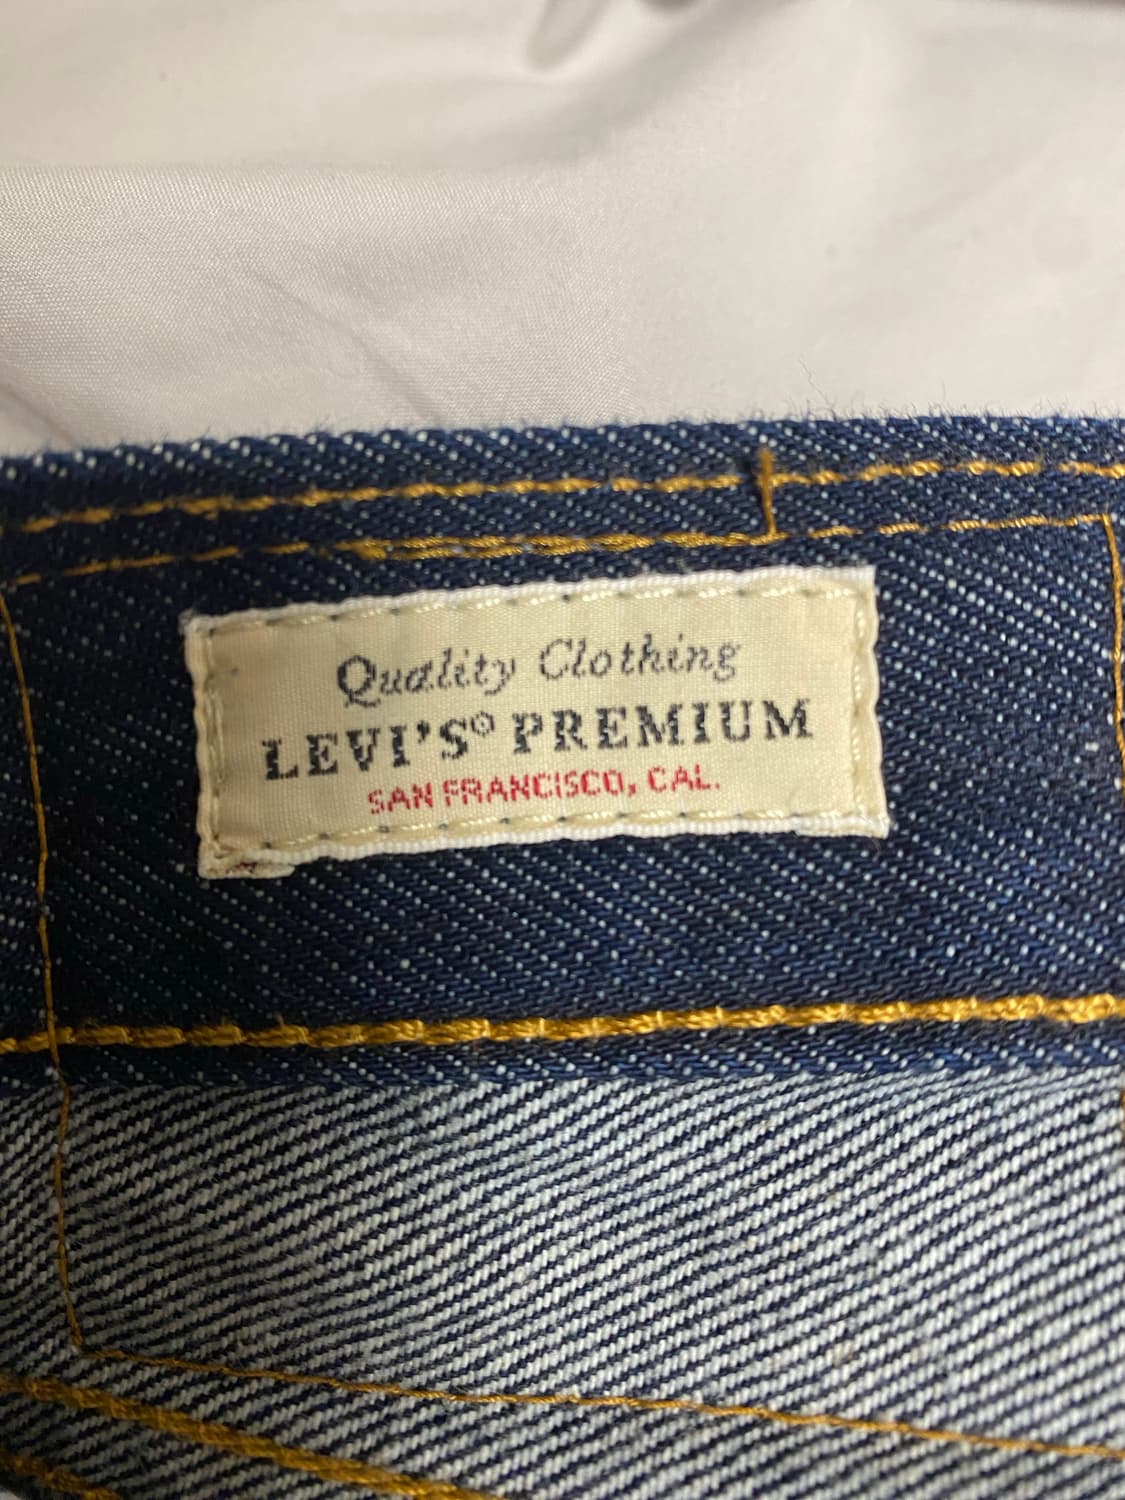 Quality Clothing
LEVI'S® PREMIUM
SAN FRANCISCO, CAL.